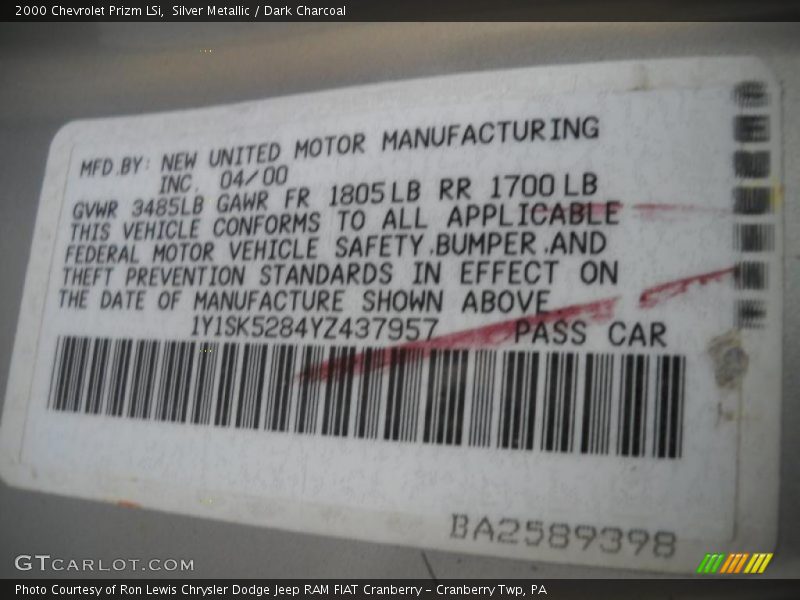 2000 Chevrolet Prizm LSi, Silver Metallic / Dark Charcoal
MFD.BY: NEW UNITED MOTOR MANUFACTURING
INC. 04/00
GVWR 3485LB GAWR FR 1805LB RR 1700LB
THIS VEHICLE CONFORMS TO ALL APPLICABLE
FEDERAL MOTOR VEHICLE SAFETY,BUMPER,AND
THEFT PREVENTION STANDARDS IN EFFECT ON
THE DATE OF MANUFACTURE SHOWN ABOVE
1Y1SK5284YZ437957 PASS CAR
BA2589398
GTCARLOT.COM
Photo Courtesy of Ron Lewis Chrysler Dodge Jeep RAM FIAT Cranberry – Cranberry Twp, PA